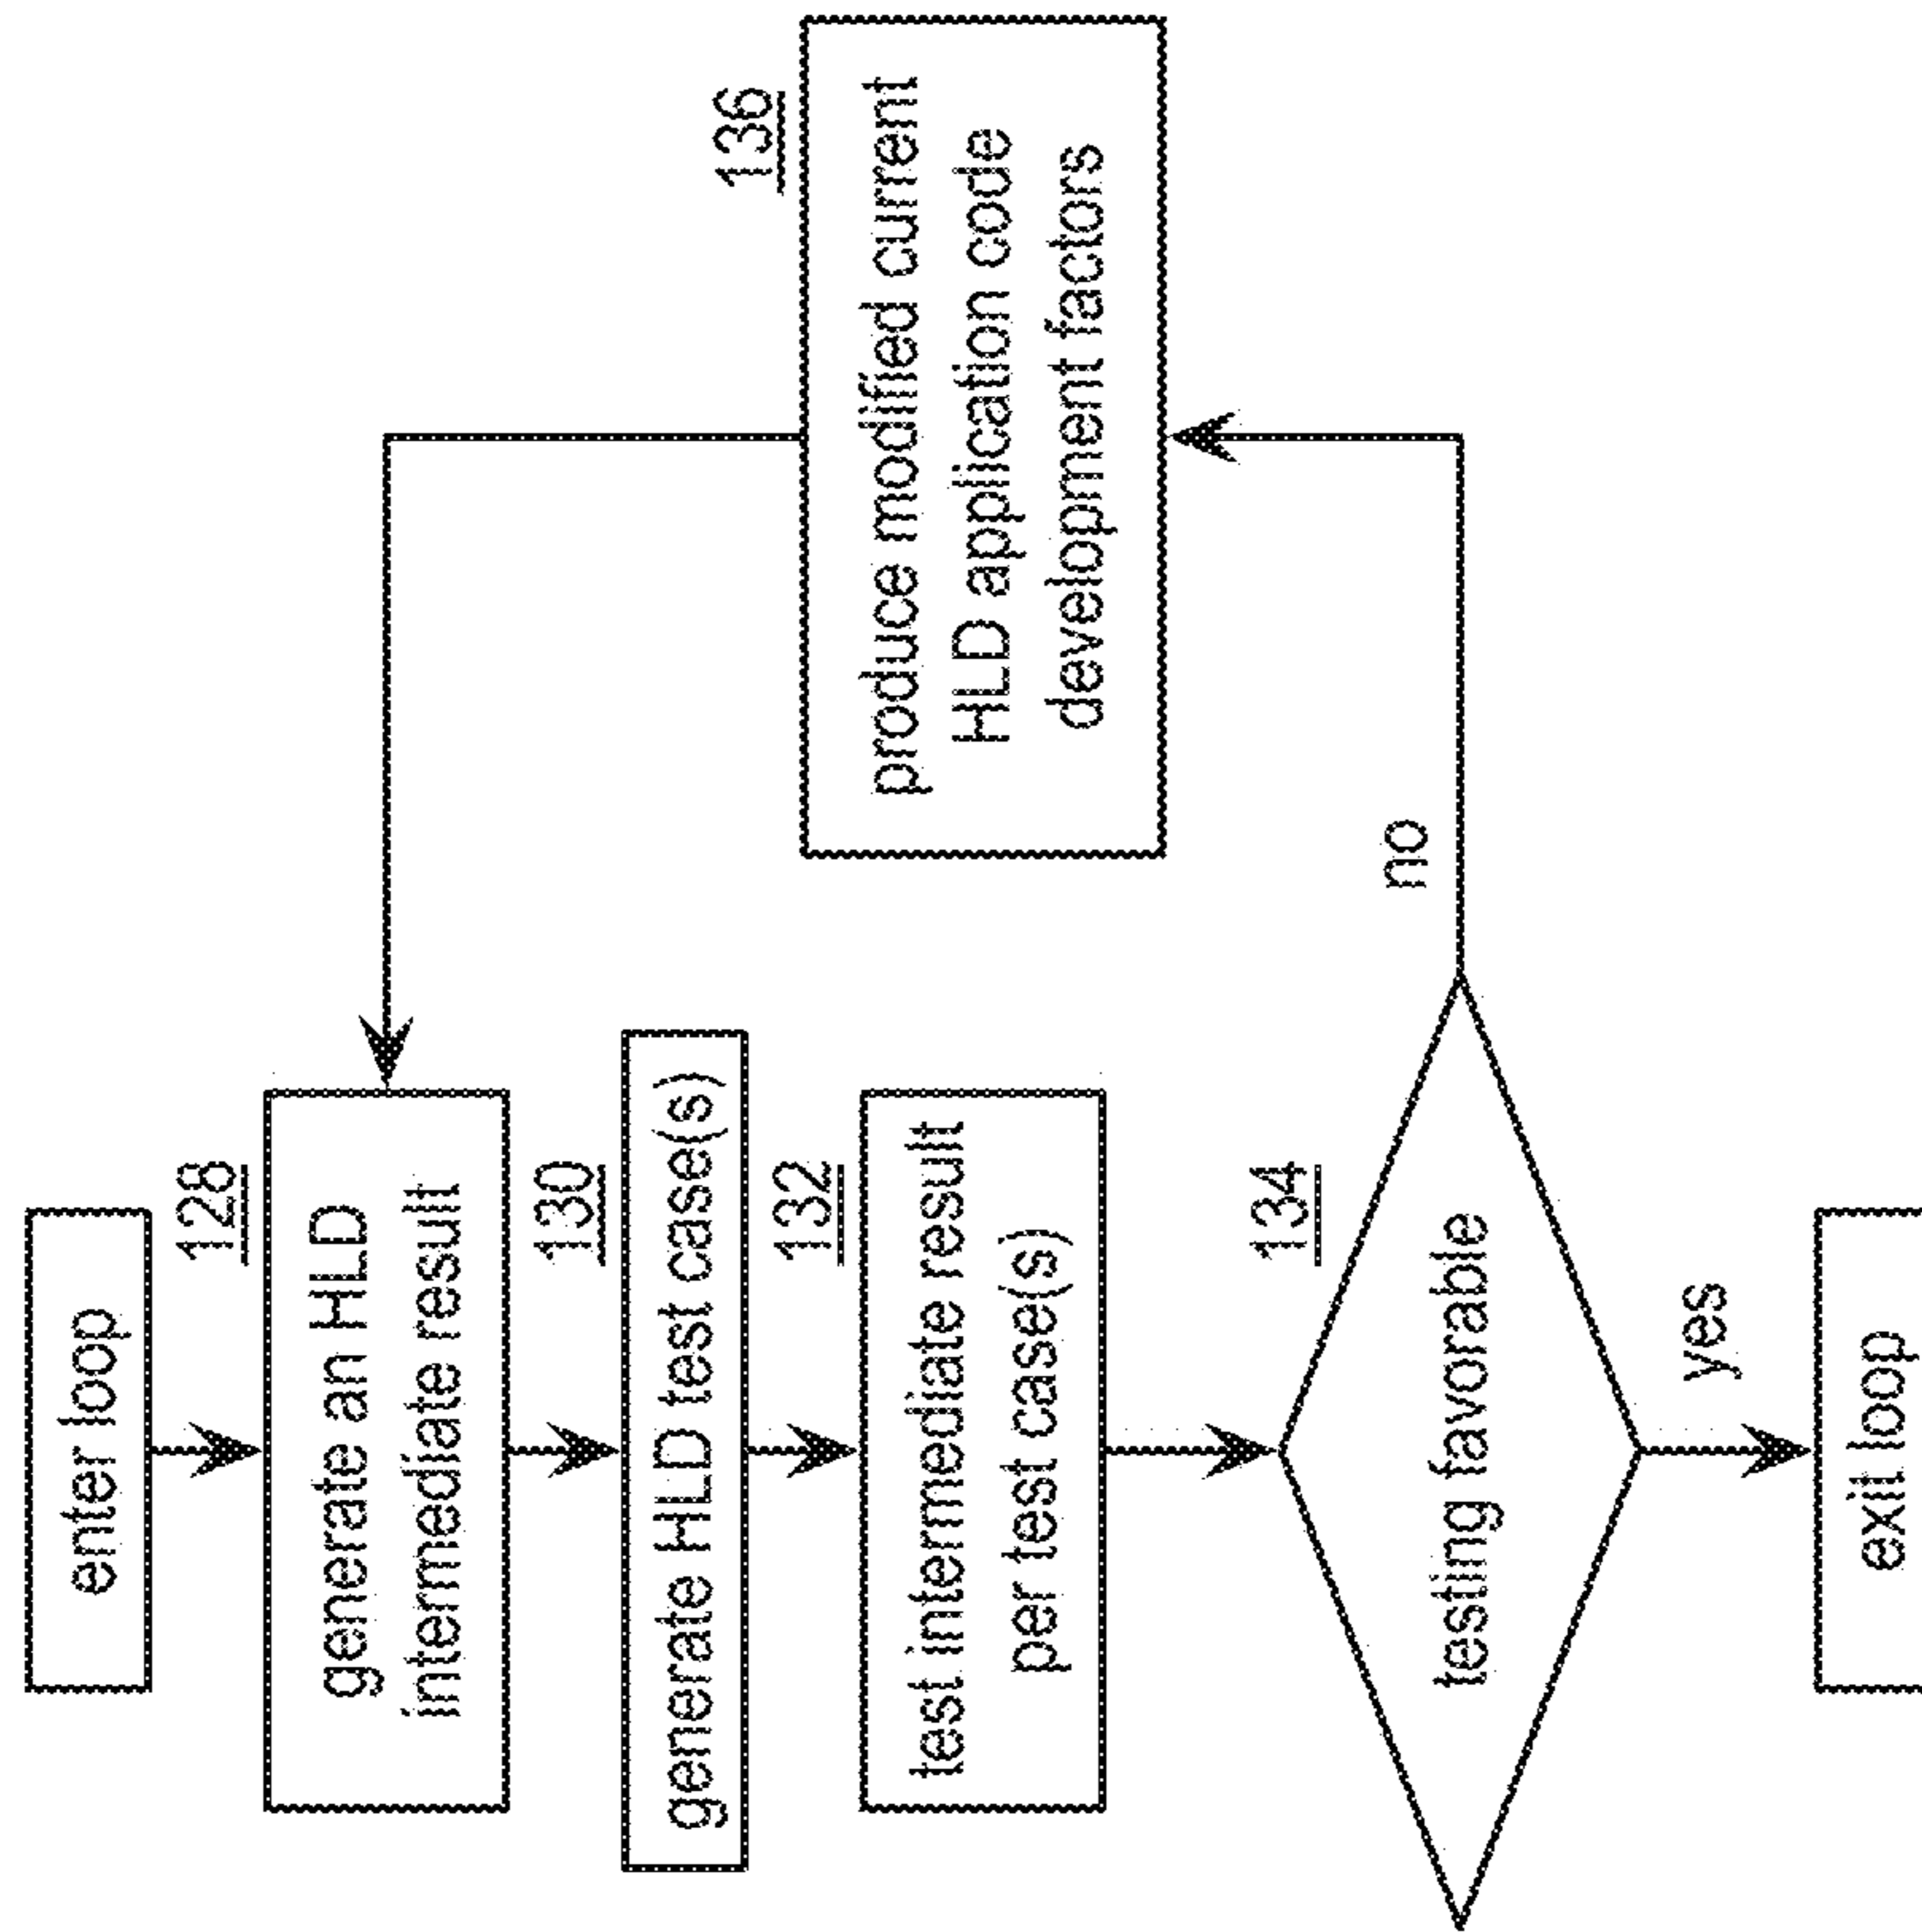 enter loop
128
generate an HLD
intermediate result
130
generate HLD test case(s)
132
test intermediate result
per test case(s)
134
testing favorable
yes
exit loop
no
136
produce modified current
HLD application code
development factors